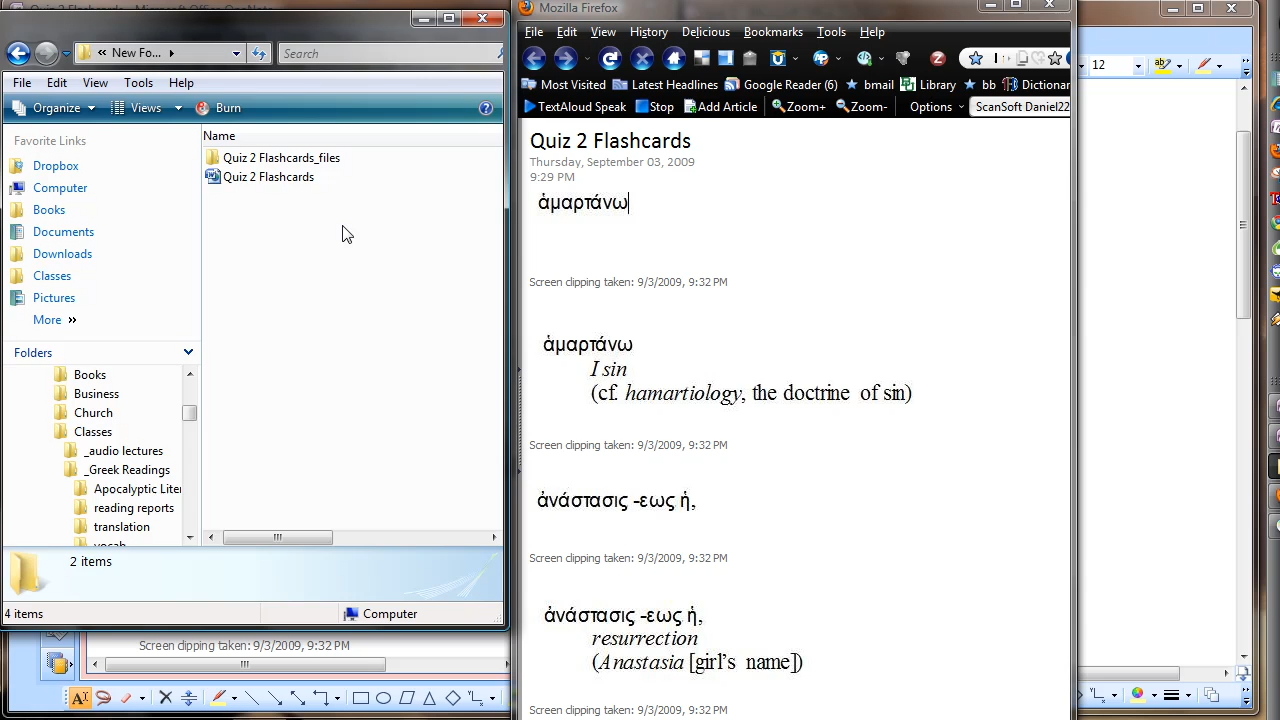 Mozilla Firefox
New Fo...
Search
File Edit View Tools Help
Organize Views Burn
Favorite Links
Dropbox
Computer
Books
Documents
Downloads
Classes
Pictures
More »
Folders
Books
Business
Church
Classes
_audio lectures
_Greek Readings
Apocalyptic Liter
reading reports
translation
Name
Quiz 2 Flashcards_files
Quiz 2 Flashcards
2 items
4 items
Computer
Screen clipping taken: 9/3/2009, 9:32 PM
File Edit View History Delicious Bookmarks Tools Help
Most Visited Latest Headlines Google Reader (6) bmail Library bb Dictionar
TextAloud Speak Stop Add Article Zoom+ Zoom- Options ScanSoft Daniel22
Quiz 2 Flashcards
Thursday, September 03, 2009
9:29 PM
ἁμαρτάνω
Screen clipping taken: 9/3/2009, 9:32 PM
ἁμαρτάνω
I sin
(cf. hamartiology, the doctrine of sin)
Screen clipping taken: 9/3/2009, 9:32 PM
ἀνάστασις -εως ἡ,
Screen clipping taken: 9/3/2009, 9:32 PM
ἀνάστασις -εως ἡ,
resurrection
(Anastasia [girl's name])
Screen clipping taken: 9/3/2009, 9:32 PM
12